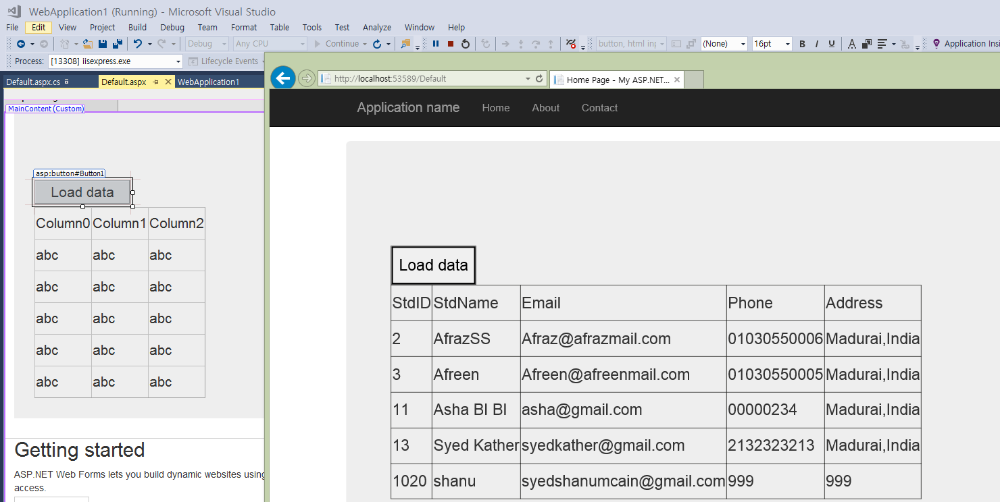 WebApplication1 (Running) - Microsoft Visual Studio
File Edit View Project Build Debug Team Format Table Tools Test Analyze Window Help
Debug Any CPU Continue button, html inp (None) 16pt B I U A Application Insi
Process: [13308] iisexpress.exe Lifecycle Events
Default.aspx.cs Default.aspx WebApplication1
MainContent (Custom)
asp:button#Button1
Load data
Column0 Column1 Column2
abc abc abc
abc abc abc
abc abc abc
abc abc abc
abc abc abc
Getting started
ASP.NET Web Forms lets you build dynamic websites using
access.
http://localhost:53589/Default Home Page - My ASP.NET...
Application name Home About Contact
Load data
StdID StdName Email Phone Address
2 AfrazSS Afraz@afrazmail.com 01030550006 Madurai,India
3 Afreen Afreen@afreenmail.com 01030550005 Madurai,India
11 Asha BI BI asha@gmail.com 00000234 Madurai,India
13 Syed Kather syedkather@gmail.com 2132323213 Madurai,India
1020 shanu syedshanumcain@gmail.com 999 999